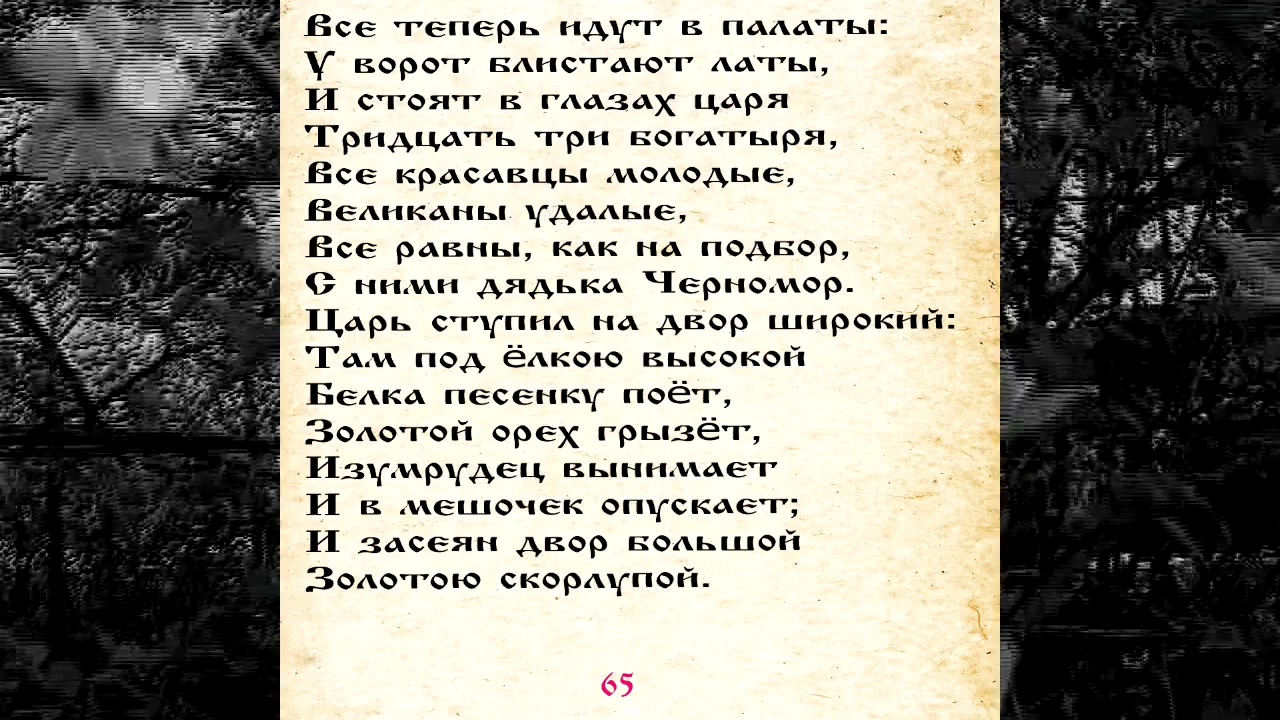 Все теперь идут в палаты:
У ворот блистают латы,
И стоят в глазах царя
Тридцать три богатыря,
Все красавцы молодые,
Великаны удалые,
Все равны, как на подбор,
С ними дядька Черномор.
Царь ступил на двор широкий:
Там под ёлкою высокой
Белка песенку поёт,
Золотой орех грызёт,
Изумрудец вынимает
И в мешочек опускает;
И засеян двор большой
Золотою скорлупой.
65